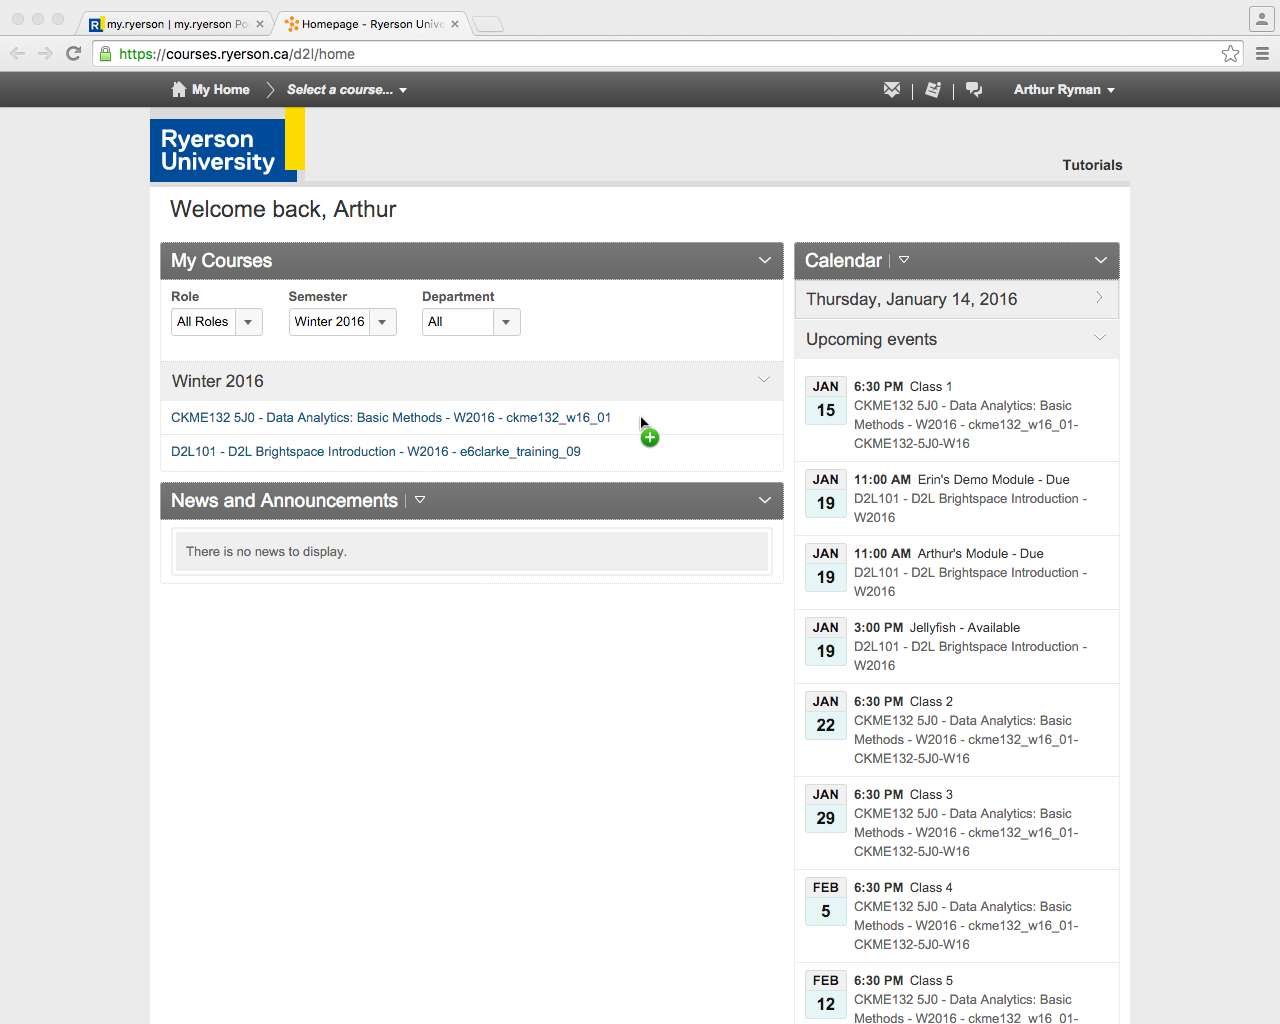 my.ryerson | my.ryerson Po
Homepage - Ryerson Unive
https://courses.ryerson.ca/d2l/home
My Home
Select a course...
Arthur Ryman
Ryerson
University
Tutorials
Welcome back, Arthur
My Courses
Role
Semester
Department
All Roles
Winter 2016
All
Winter 2016
CKME132 5J0 - Data Analytics: Basic Methods - W2016 - ckme132_w16_01
D2L101 - D2L Brightspace Introduction - W2016 - e6clarke_training_09
News and Announcements
There is no news to display.
Calendar
Thursday, January 14, 2016
Upcoming events
JAN
15
6:30 PM Class 1
CKME132 5J0 - Data Analytics: Basic
Methods - W2016 - ckme132_w16_01-
CKME132-5J0-W16
JAN
19
11:00 AM Erin's Demo Module - Due
D2L101 - D2L Brightspace Introduction -
W2016
JAN
19
11:00 AM Arthur's Module - Due
D2L101 - D2L Brightspace Introduction -
W2016
JAN
19
3:00 PM Jellyfish - Available
D2L101 - D2L Brightspace Introduction -
W2016
JAN
22
6:30 PM Class 2
CKME132 5J0 - Data Analytics: Basic
Methods - W2016 - ckme132_w16_01-
CKME132-5J0-W16
JAN
29
6:30 PM Class 3
CKME132 5J0 - Data Analytics: Basic
Methods - W2016 - ckme132_w16_01-
CKME132-5J0-W16
FEB
5
6:30 PM Class 4
CKME132 5J0 - Data Analytics: Basic
Methods - W2016 - ckme132_w16_01-
CKME132-5J0-W16
FEB
12
6:30 PM Class 5
CKME132 5J0 - Data Analytics: Basic
Methods - W2016 - ckme132_w16_01-